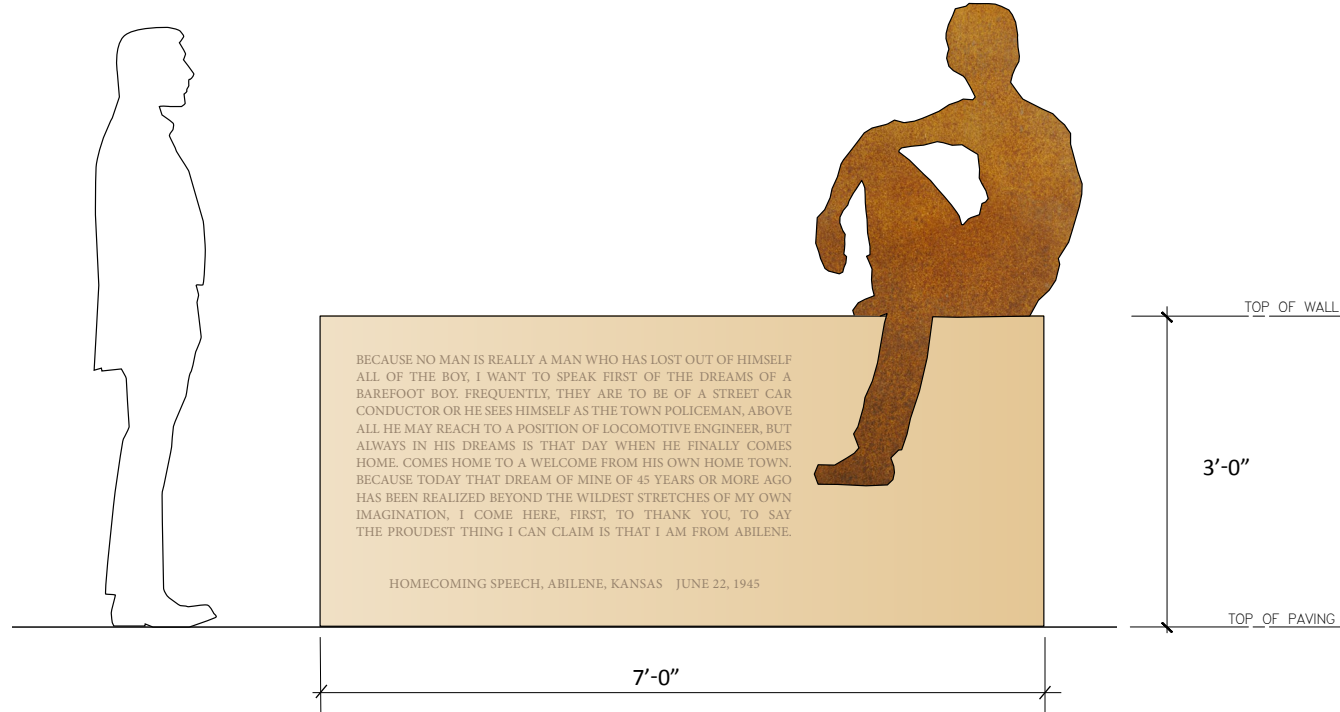 TOP OF WALL
BECAUSE NO MAN IS REALLY A MAN WHO HAS LOST OUT OF HIMSELF
ALL OF THE BOY, I WANT TO SPEAK FIRST OF THE DREAMS OF A
BAREFOOT BOY. FREQUENTLY, THEY ARE TO BE OF A STREET CAR
CONDUCTOR OR HE SEES HIMSELF AS THE TOWN POLICEMAN, ABOVE
ALL HE MAY REACH TO A POSITION OF LOCOMOTIVE ENGINEER, BUT
ALWAYS IN HIS DREAMS IS THAT DAY WHEN HE FINALLY COMES
HOME. COMES HOME TO A WELCOME FROM HIS OWN HOME TOWN.
BECAUSE TODAY THAT DREAM OF MINE OF 45 YEARS OR MORE AGO
HAS BEEN REALIZED BEYOND THE WILDEST STRETCHES OF MY OWN
IMAGINATION, I COME HERE, FIRST, TO THANK YOU, TO SAY
THE PROUDEST THING I CAN CLAIM IS THAT I AM FROM ABILENE.
HOMECOMING SPEECH, ABILENE, KANSAS JUNE 22, 1945
3’-0”
TOP OF PAVING
7’-0”